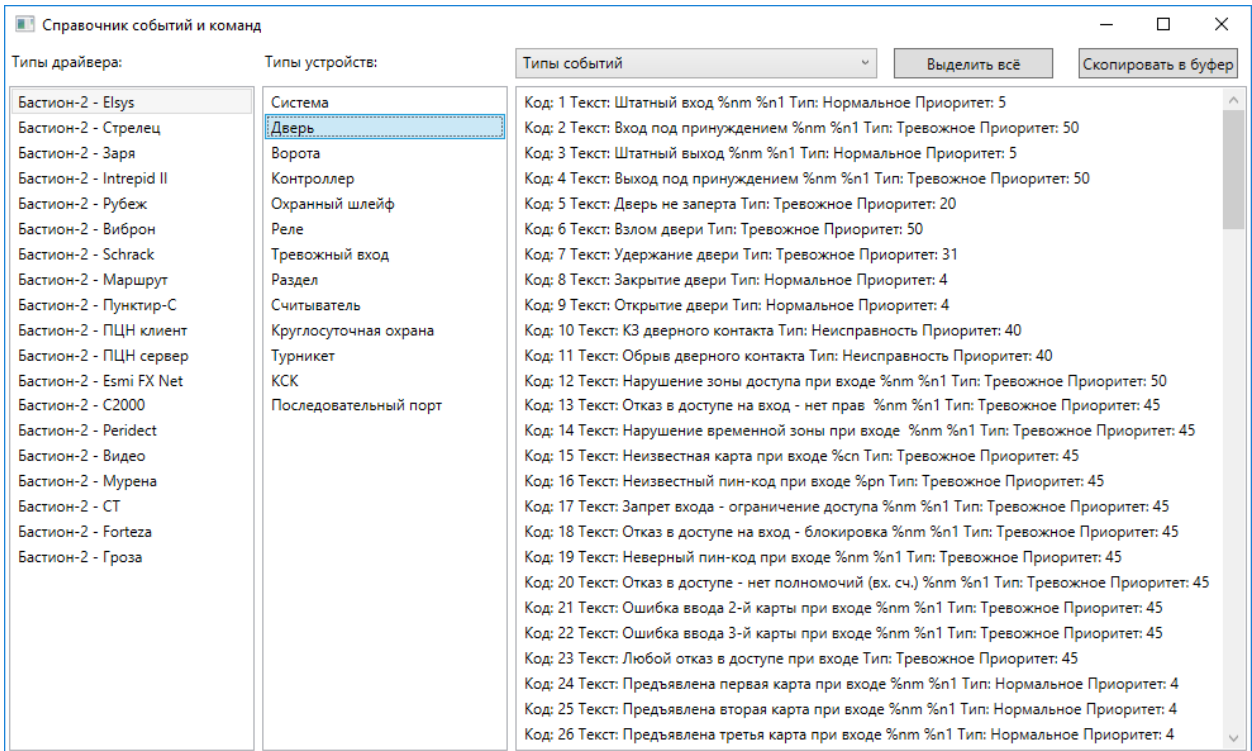 Справочник событий и команд
Типы драйвера:
Типы устройств:
Типы событий
Выделить всё
Скопировать в буфер
Бастион-2 - Elsys
Бастион-2 - Стрелец
Бастион-2 - Заря
Бастион-2 - Intrepid II
Бастион-2 - Рубеж
Бастион-2 - Виброн
Бастион-2 - Schrack
Бастион-2 - Маршрут
Бастион-2 - Пунктир-С
Бастион-2 - ПЦН клиент
Бастион-2 - ПЦН сервер
Бастион-2 - Esmi FX Net
Бастион-2 - С2000
Бастион-2 - Peridect
Бастион-2 - Видео
Бастион-2 - Мурена
Бастион-2 - СТ
Бастион-2 - Forteza
Бастион-2 - Гроза
Система
Дверь
Ворота
Контроллер
Охранный шлейф
Реле
Тревожный вход
Раздел
Считыватель
Круглосуточная охрана
Турникет
КСК
Последовательный порт
Код: 1 Текст: Штатный вход %nm %n1 Тип: Нормальное Приоритет: 5
Код: 2 Текст: Вход под принуждением %nm %n1 Тип: Тревожное Приоритет: 50
Код: 3 Текст: Штатный выход %nm %n1 Тип: Нормальное Приоритет: 5
Код: 4 Текст: Выход под принуждением %nm %n1 Тип: Тревожное Приоритет: 50
Код: 5 Текст: Дверь не заперта Тип: Тревожное Приоритет: 20
Код: 6 Текст: Взлом двери Тип: Тревожное Приоритет: 50
Код: 7 Текст: Удержание двери Тип: Тревожное Приоритет: 31
Код: 8 Текст: Закрытие двери Тип: Нормальное Приоритет: 4
Код: 9 Текст: Открытие двери Тип: Нормальное Приоритет: 4
Код: 10 Текст: КЗ дверного контакта Тип: Неисправность Приоритет: 40
Код: 11 Текст: Обрыв дверного контакта Тип: Неисправность Приоритет: 40
Код: 12 Текст: Нарушение зоны доступа при входе %nm %n1 Тип: Тревожное Приоритет: 50
Код: 13 Текст: Отказ в доступе на вход - нет прав  %nm %n1 Тип: Тревожное Приоритет: 45
Код: 14 Текст: Нарушение временной зоны при входе  %nm %n1 Тип: Тревожное Приоритет: 45
Код: 15 Текст: Неизвестная карта при входе %cn Тип: Тревожное Приоритет: 45
Код: 16 Текст: Неизвестный пин-код при входе %pn Тип: Тревожное Приоритет: 45
Код: 17 Текст: Запрет входа - ограничение доступа %nm %n1 Тип: Тревожное Приоритет: 45
Код: 18 Текст: Отказ в доступе на вход - блокировка %nm %n1 Тип: Тревожное Приоритет: 45
Код: 19 Текст: Неверный пин-код при входе %nm %n1 Тип: Тревожное Приоритет: 45
Код: 20 Текст: Отказ в доступе - нет полномочий (вх. сч.) %nm %n1 Тип: Тревожное Приоритет: 45
Код: 21 Текст: Ошибка ввода 2-й карты при входе %nm %n1 Тип: Тревожное Приоритет: 45
Код: 22 Текст: Ошибка ввода 3-й карты при входе %nm %n1 Тип: Тревожное Приоритет: 45
Код: 23 Текст: Любой отказ в доступе при входе Тип: Тревожное Приоритет: 45
Код: 24 Текст: Предъявлена первая карта при входе %nm %n1 Тип: Нормальное Приоритет: 4
Код: 25 Текст: Предъявлена вторая карта при входе %nm %n1 Тип: Нормальное Приоритет: 4
Код: 26 Текст: Предъявлена третья карта при входе %nm %n1 Тип: Нормальное Приоритет: 4